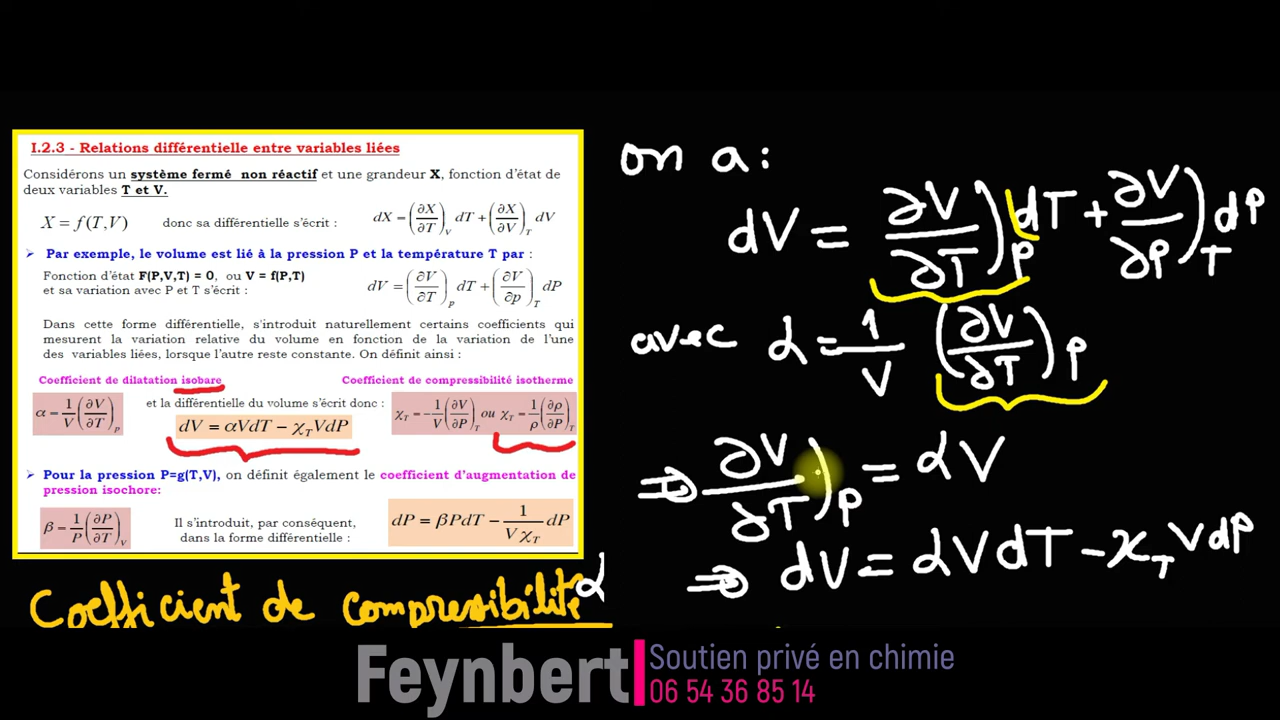 I.2.3 - Relations différentielle entre variables liées
Considérons un système fermé non réactif et une grandeur X, fonction d'état de
deux variables T et V.
X = f(T,V) donc sa différentielle s'écrit : dX = (∂X/∂T)_V dT + (∂X/∂V)_T dV
➢ Par exemple, le volume est lié à la pression P et la température T par :
Fonction d'état F(P,V,T) = 0, ou V = f(P,T)
et sa variation avec P et T s'écrit : dV = (∂V/∂T)_p dT + (∂V/∂p)_T dP
Dans cette forme différentielle, s'introduit naturellement certains coefficients qui
mesurent la variation relative du volume en fonction de la variation de l'une
des variables liées, lorsque l'autre reste constante. On définit ainsi :
Coefficient de dilatation isobare Coefficient de compressibilité isotherme
et la différentielle du volume s'écrit donc :
α = 1/V (∂V/∂T)_p dV = αVdT − χ_T VdP χ_T = −1/V (∂V/∂P)_T ou χ_T = 1/ρ (∂ρ/∂P)_T
➢ Pour la pression P=g(T,V), on définit également le coefficient d'augmentation de
pression isochore:
β = 1/P (∂P/∂T)_V Il s'introduit, par conséquent,
dans la forme différentielle : dP = βPdT − 1/(Vχ_T) dP
Coefficient de compressibilité α
on a :
dV = ∂V/∂T)_P dT + ∂V/∂P)_T dP
avec α = 1/V (∂V/∂T)_P
⇒ ∂V/∂T)_P = αV
⇒ dV = αVdT − χ_T VdP
Feynbert
Soutien privé en chimie
06 54 36 85 14